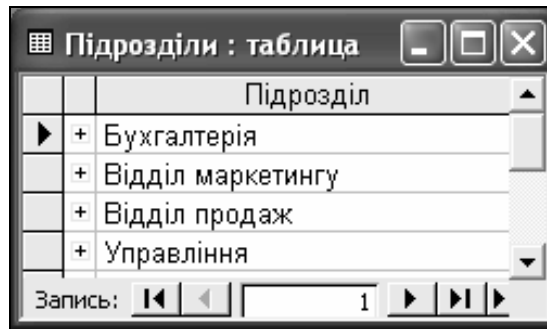 Підрозділи : таблица
Підрозділ
+ Бухгалтерія
+ Відділ маркетингу
+ Відділ продаж
+ Управління
Запись: 1